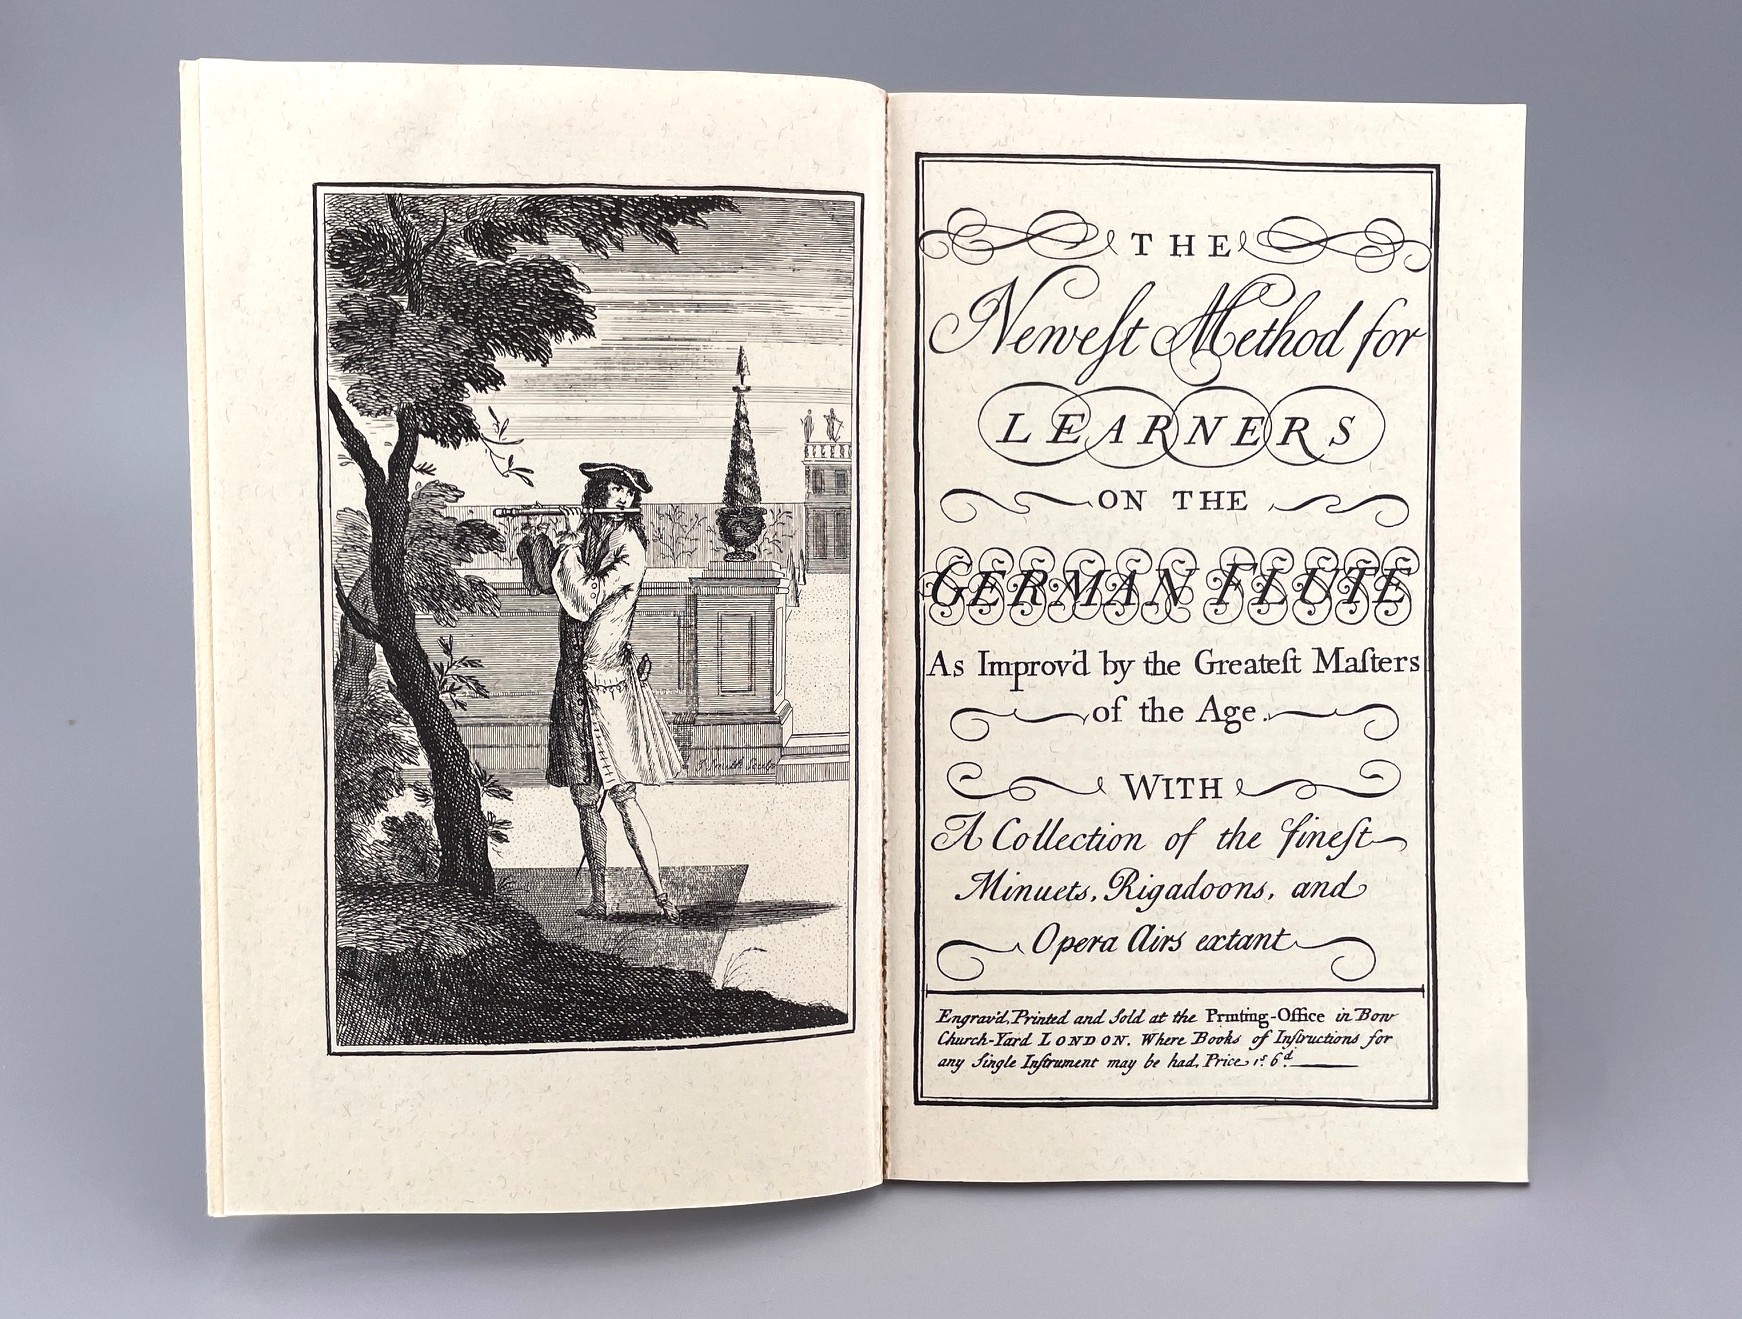 J Smith Sculp
THE
Neweſt Method for
LEARNERS
ON THE
GERMAN FLUTE
As Improv'd by the Greateſt Maſters
of the Age.
WITH
A Collection of the fineſt
Minuets, Rigadoons, and
Opera Airs extant
Engrav'd, Printed and Sold at the Printing-Office in Bow
Church-Yard LONDON. Where Books of Inſtructions for
any Single Inſtrument may be had, Price 1s. 6d.